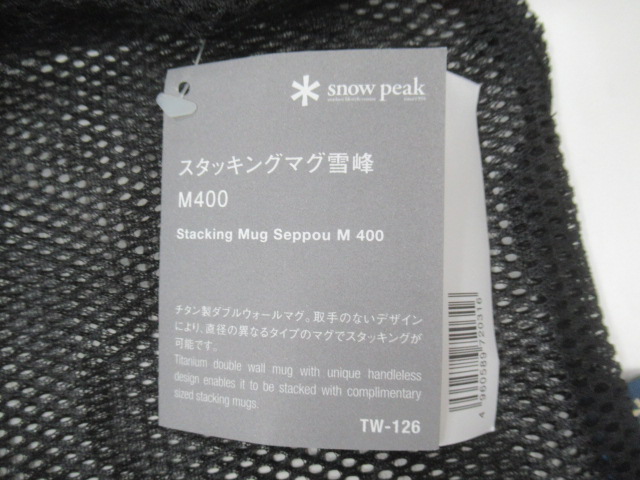 snow peak
スタッキングマグ雪峰
M400
Stacking Mug Seppou M 400
チタン製ダブルウォールマグ。取手のないデザイン
により、直径の異なるタイプのマグでスタッキングが
可能です。
Titanium double wall mug with unique handleless
design enables it to be stacked with complimentary
sized stacking mugs.
TW-126
4 960589 720316